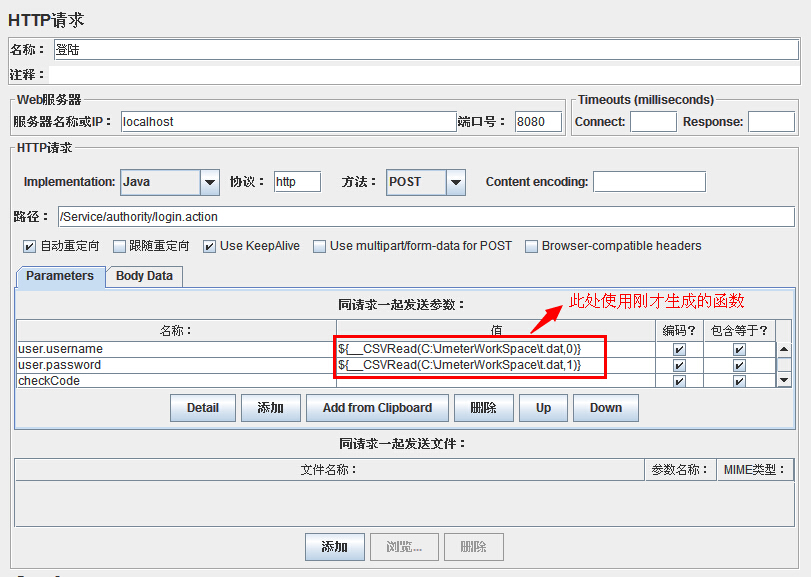 HTTP请求
名称： 登陆
注释：
Web服务器
服务器名称或IP： localhost 端口号： 8080
Timeouts (milliseconds)
Connect: Response:
HTTP请求
Implementation: Java 协议： http 方法： POST Content encoding:
路径： /Service/authority/login.action
自动重定向 跟随重定向 Use KeepAlive Use multipart/form-data for POST Browser-compatible headers
Parameters Body Data
同请求一起发送参数：
此处使用刚才生成的函数
名称： 值 编码? 包含等于?
user.username ${__CSVRead(C:\JmeterWorkSpace\t.dat,0)}
user.password ${__CSVRead(C:\JmeterWorkSpace\t.dat,1)}
checkCode
Detail 添加 Add from Clipboard 删除 Up Down
同请求一起发送文件：
文件名称： 参数名称： MIME类型：
添加 浏览... 删除